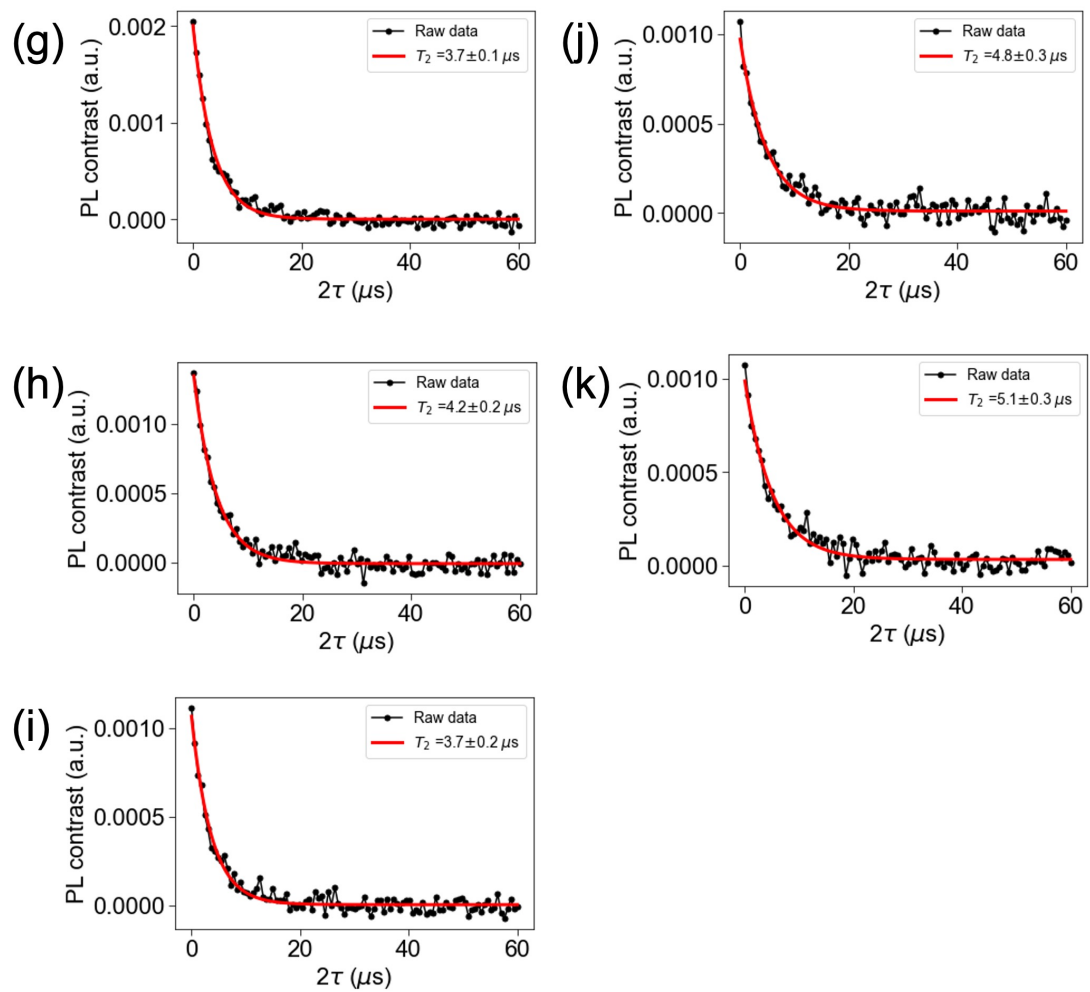 (g)
0.002
0.001
0.000
PL contrast (a.u.)
Raw data
T₂ =3.7±0.1 μs
0 20 40 60
2τ (μs)
(j)
0.0010
0.0005
0.0000
PL contrast (a.u.)
Raw data
T₂ =4.8±0.3 μs
0 20 40 60
2τ (μs)
(h)
0.0010
0.0005
0.0000
PL contrast (a.u.)
Raw data
T₂ =4.2±0.2 μs
0 20 40 60
2τ (μs)
(k)
0.0010
0.0005
0.0000
PL contrast (a.u.)
Raw data
T₂ =5.1±0.3 μs
0 20 40 60
2τ (μs)
(i)
0.0010
0.0005
0.0000
PL contrast (a.u.)
Raw data
T₂ =3.7±0.2 μs
0 20 40 60
2τ (μs)